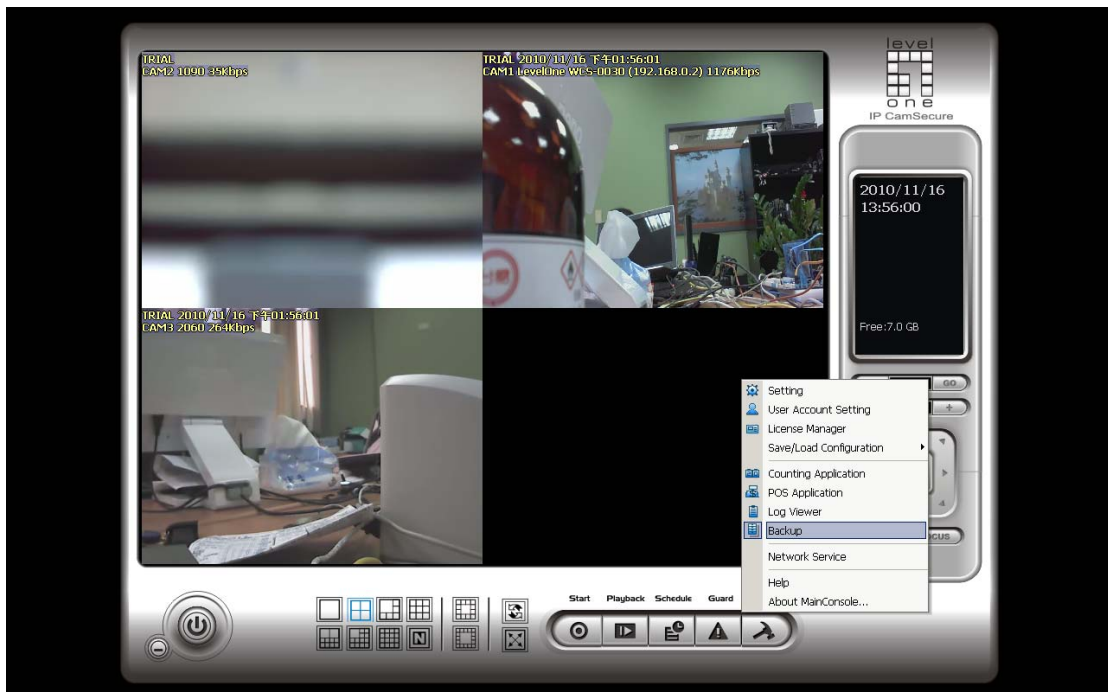 TRIAL
CAM2 1090 35Kbps
TRIAL 2010/11/16 下午01:56:01
CAM1 LevelOne WCS-0030 (192.168.0.2) 1176Kbps
TRIAL 2010/11/16 下午01:56:01
CAM3 2060 264Kbps
level
one
IP CamSecure
2010/11/16
13:56:00
Free:7.0 GB
GO
+
Setting
User Account Setting
License Manager
Save/Load Configuration
Counting Application
POS Application
Log Viewer
Backup
Network Service
Help
About MainConsole...
Start Playback Schedule Guard
N